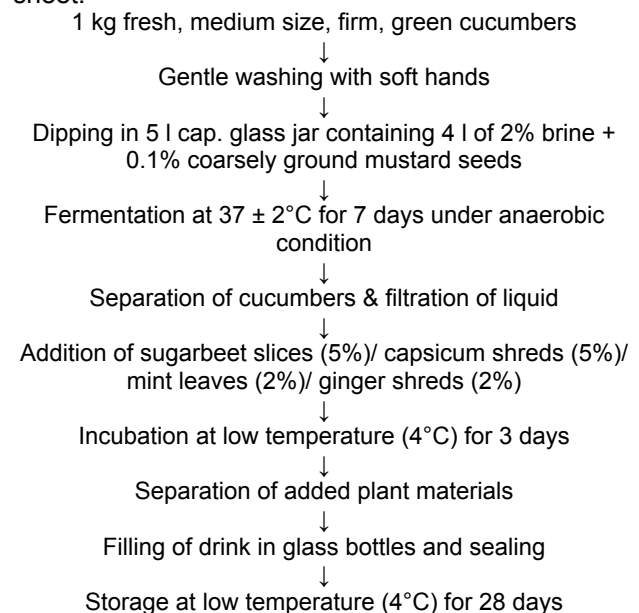 sheet.
1 kg fresh, medium size, firm, green cucumbers
↓
Gentle washing with soft hands
↓
Dipping in 5 l cap. glass jar containing 4 l of 2% brine +
0.1% coarsely ground mustard seeds
↓
Fermentation at 37 ± 2°C for 7 days under anaerobic
condition
↓
Separation of cucumbers & filtration of liquid
↓
Addition of sugarbeet slices (5%)/ capsicum shreds (5%)/
mint leaves (2%)/ ginger shreds (2%)
↓
Incubation at low temperature (4°C) for 3 days
↓
Separation of added plant materials
↓
Filling of drink in glass bottles and sealing
↓
Storage at low temperature (4°C) for 28 days